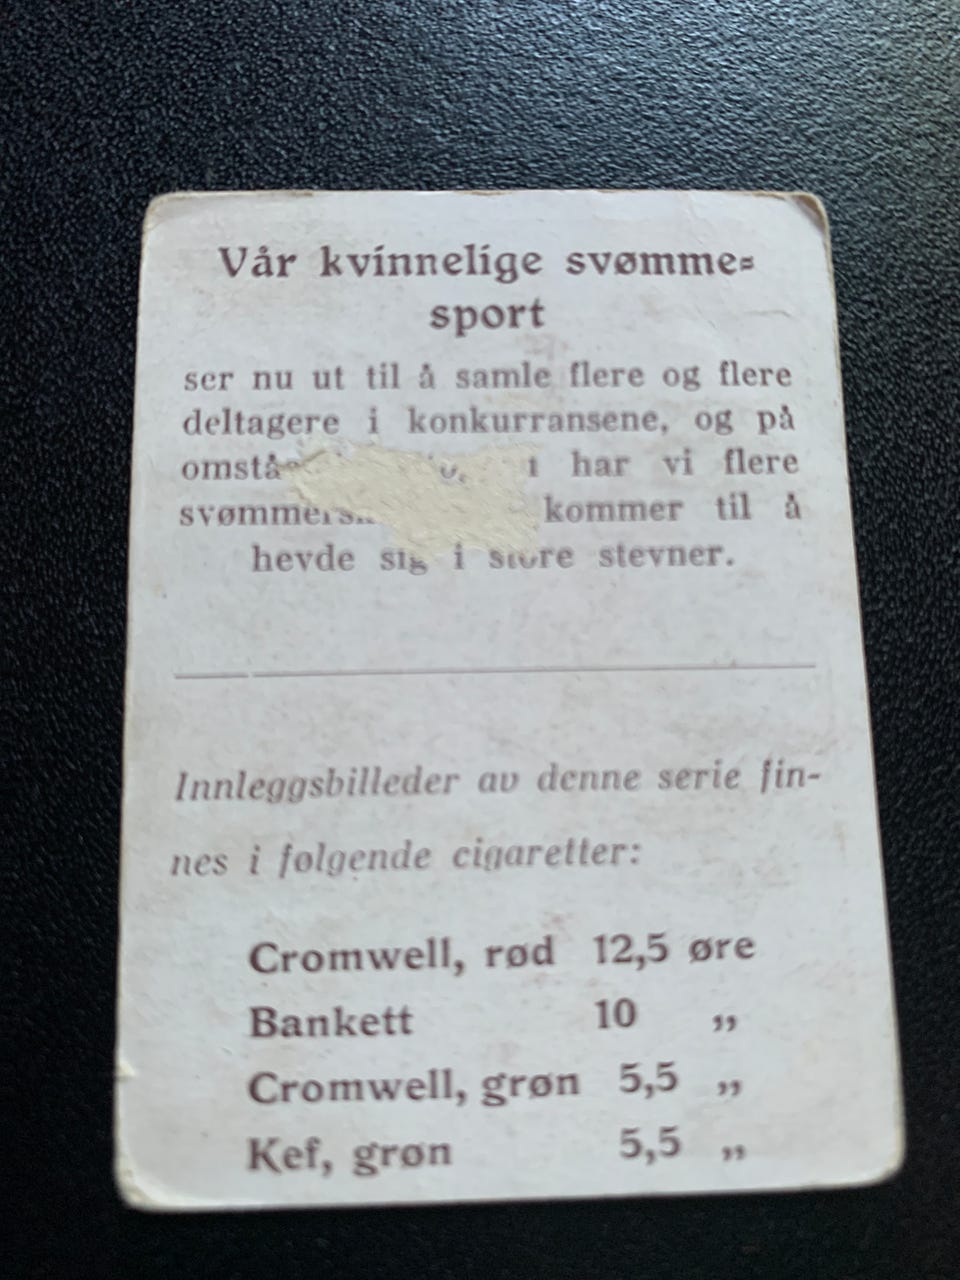 Vår kvinnelige svømme=
sport
ser nu ut til å samle flere og flere
deltagere i konkurransene, og på
har vi flere
kommer til å
hevde sig i store stevner.
Innleggsbilleder av denne serie fin-
nes i følgende cigaretter:
Cromwell, rød 12,5 øre
Bankett 10 „
Cromwell, grøn 5,5 „
Kef, grøn 5,5 „